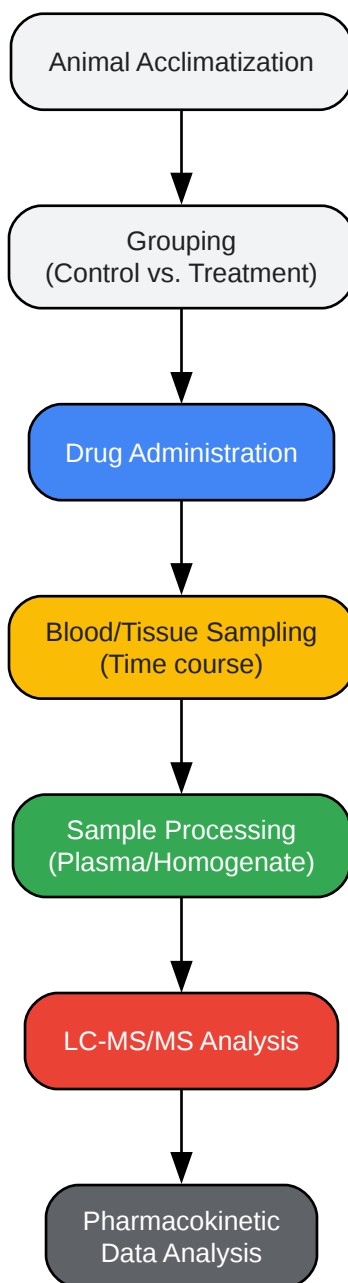 Animal Acclimatization
Grouping
(Control vs. Treatment)
Drug Administration
Blood/Tissue Sampling
(Time course)
Sample Processing
(Plasma/Homogenate)
LC-MS/MS Analysis
Pharmacokinetic
Data Analysis